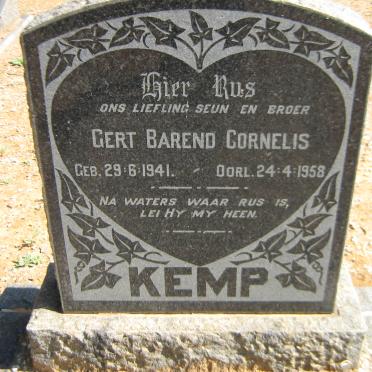 Hier Rus
ONS LIEFLING SEUN EN BROER
GERT BAREND CORNELIS
GEB. 29·6·1941. - OORL. 24·4·1958
NA WATERS WAAR RUS IS,
LEI HY MY HEEN.
KEMP